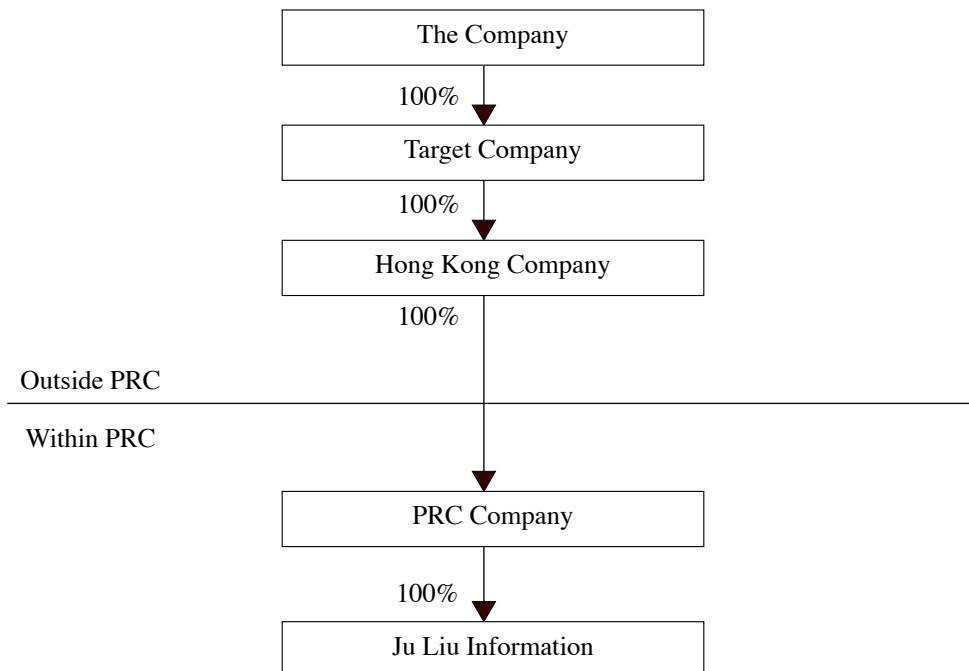 The Company
100%
Target Company
100%
Hong Kong Company
100%
Outside PRC
Within PRC
PRC Company
100%
Ju Liu Information